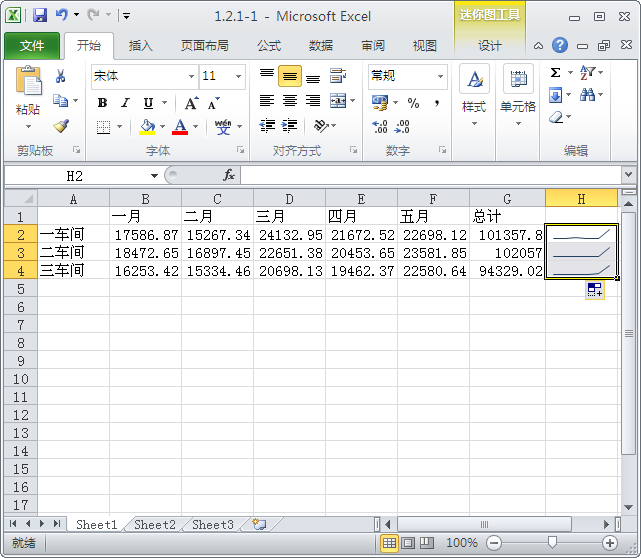 1.2.1-1 - Microsoft Excel
迷你图工具
文件 开始 插入 页面布局 公式 数据 审阅 视图 设计
粘贴 宋体 11 常规 样式 单元格
B I U A A Σ
A wén 文 % ,
剪贴板 字体 对齐方式 数字 编辑
H2 fx
A B C D E F G H
1 一月 二月 三月 四月 五月 总计
2 一车间 17586.87 15267.34 24132.95 21672.52 22698.12 101357.8
3 二车间 18472.65 16897.45 22651.38 20453.65 23581.85 102057
4 三车间 16253.42 15334.46 20698.13 19462.37 22580.64 94329.02
5
6
7
8
9
10
11
12
13
14
15
16
17
Sheet1 Sheet2 Sheet3
就绪 100%